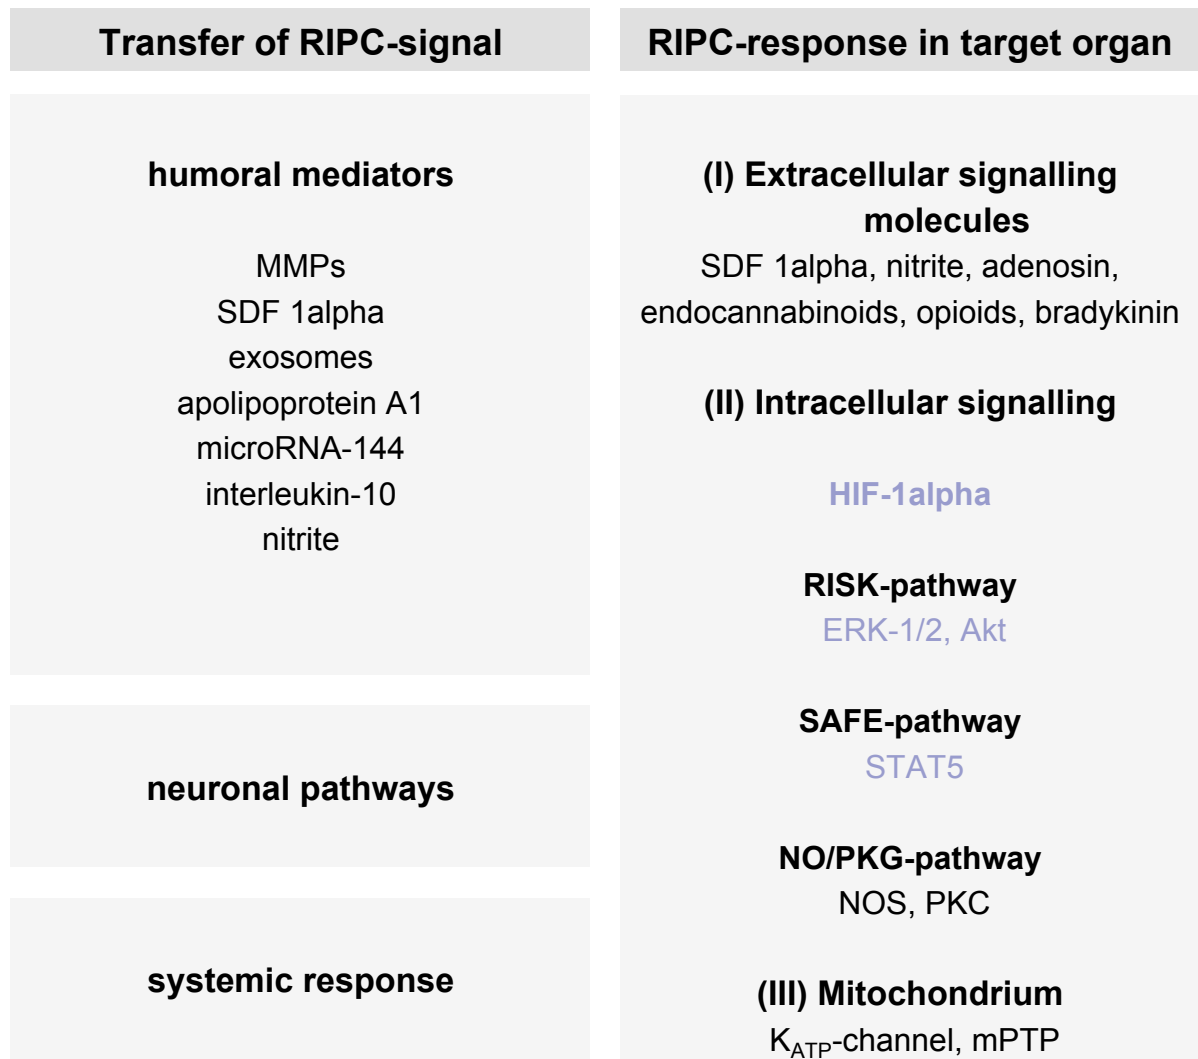 Transfer of RIPC-signal
humoral mediators
MMPs
SDF 1alpha
exosomes
apolipoprotein A1
microRNA-144
interleukin-10
nitrite
neuronal pathways
systemic response
RIPC-response in target organ
(I) Extracellular signalling
molecules
SDF 1alpha, nitrite, adenosin,
endocannabinoids, opioids, bradykinin
(II) Intracellular signalling
HIF-1alpha
RISK-pathway
ERK-1/2, Akt
SAFE-pathway
STAT5
NO/PKG-pathway
NOS, PKC
(III) Mitochondrium
K<sub>ATP</sub>-channel, mPTP